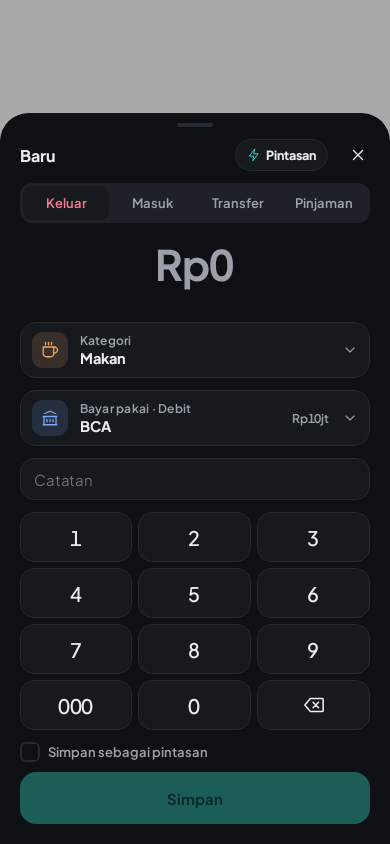 Baru
Pintasan
Keluar
Masuk
Transfer
Pinjaman
Rp0
Kategori
Makan
Bayar pakai · Debit
BCA
Rp10jt
Catatan
1
2
3
4
5
6
7
8
9
000
0
Simpan sebagai pintasan
Simpan